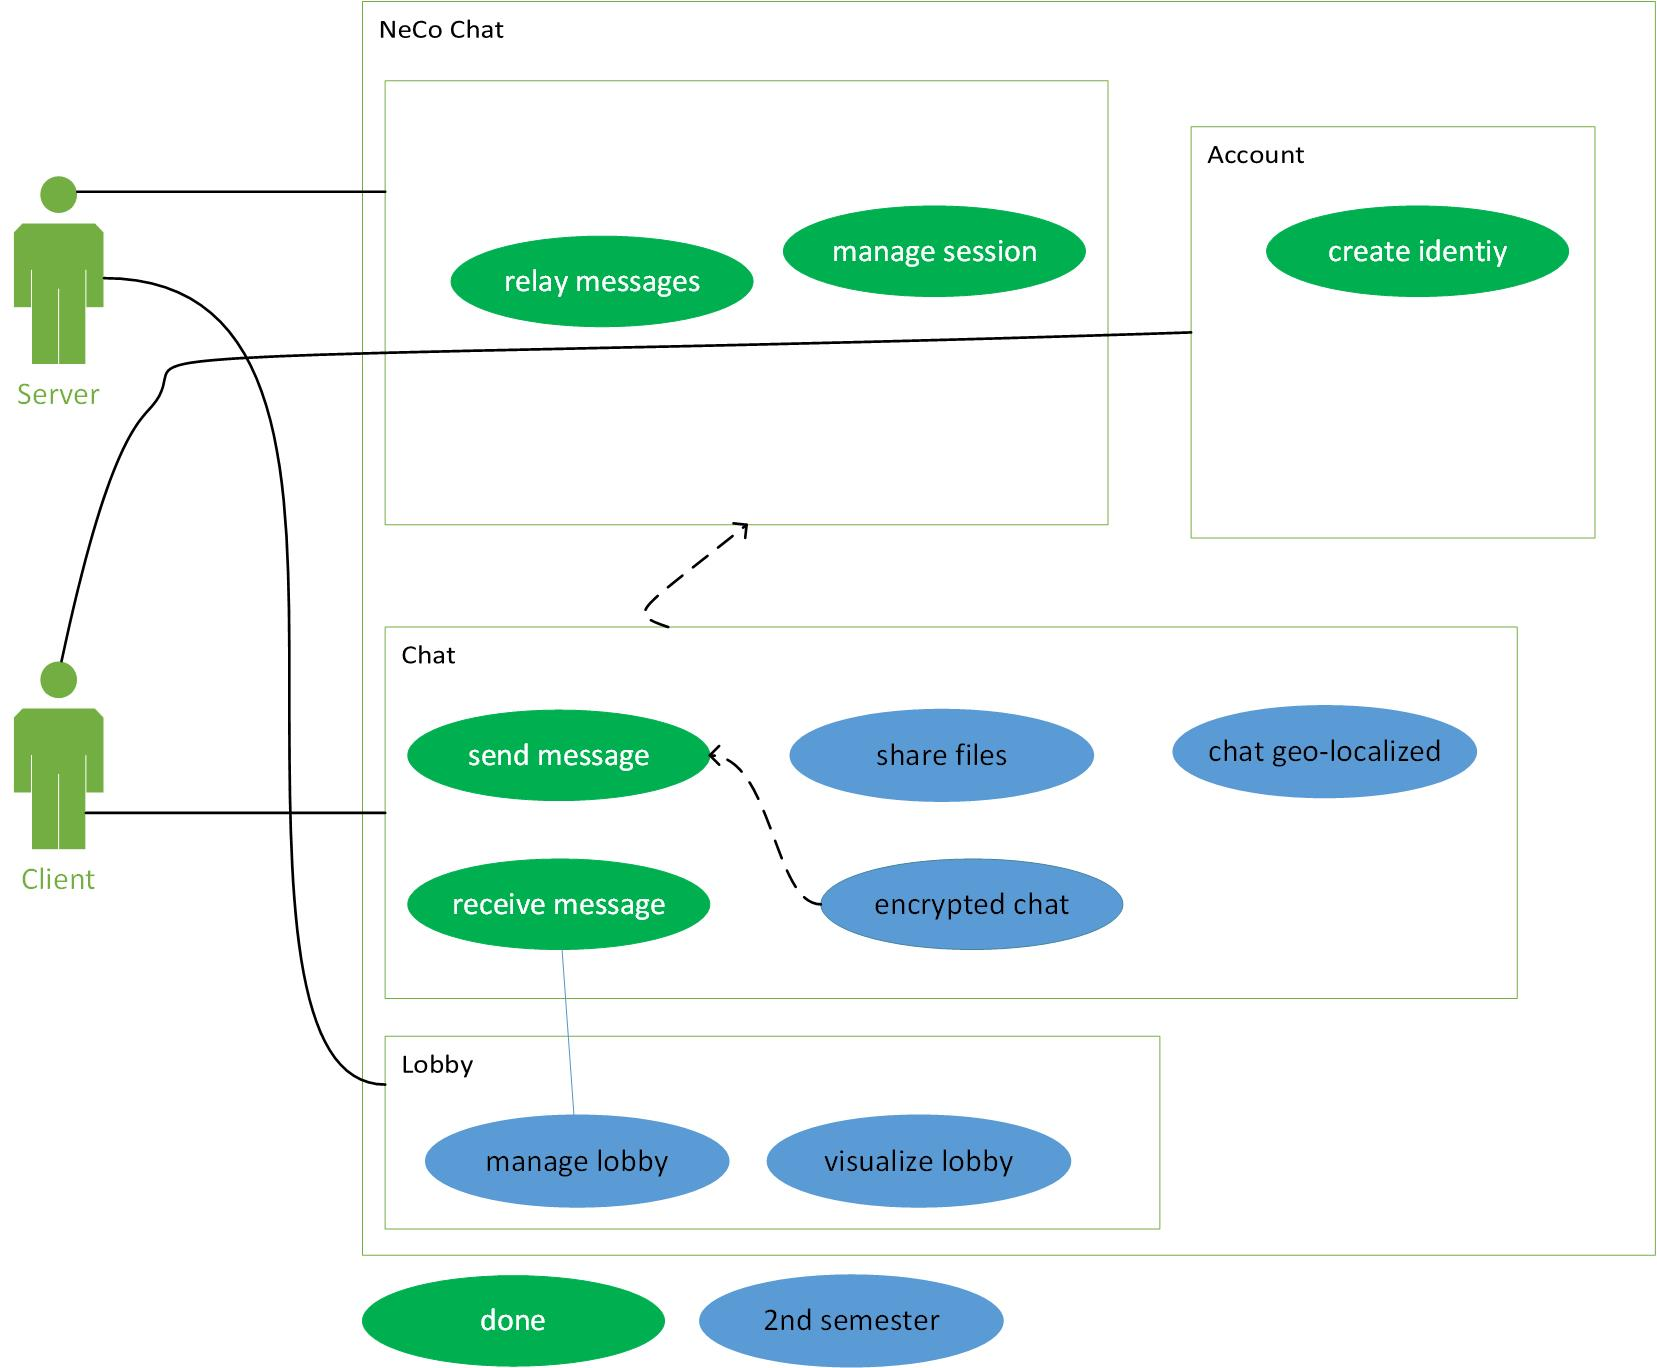 NeCo Chat
Account
manage session
create identiy
relay messages
Server
Chat
send message
share files
chat geo-localized
Client
receive message
encrypted chat
Lobby
manage lobby
visualize lobby
done
2nd semester